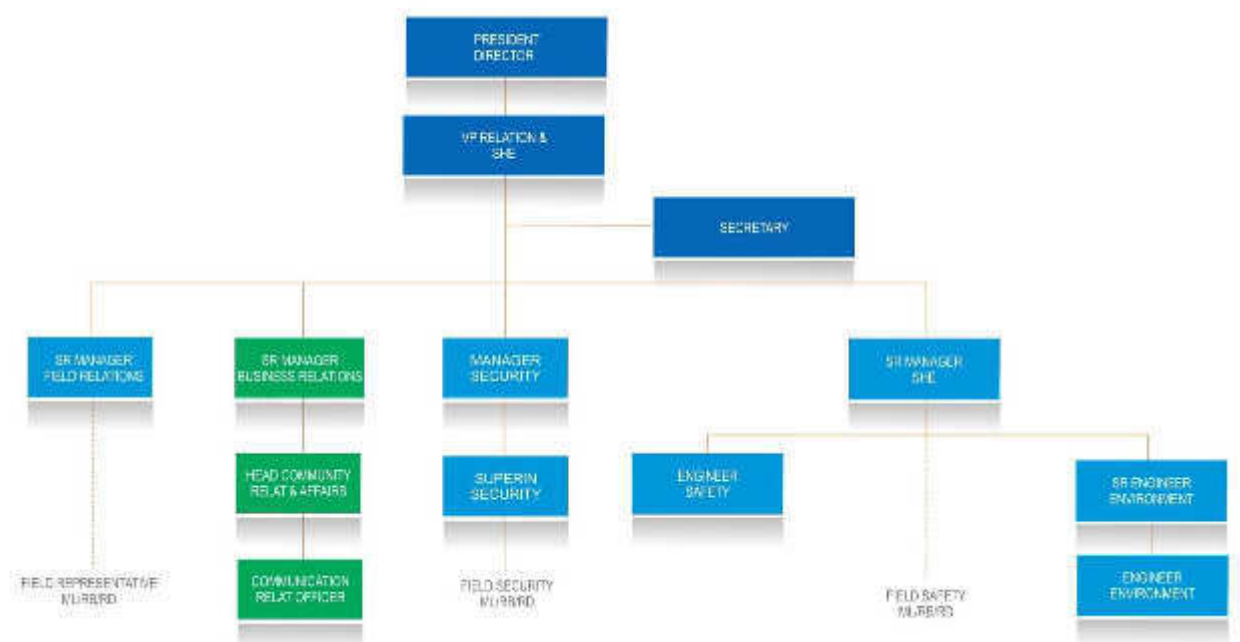 PRESIDENT
DIRECTOR
VP RELATION &
SHE
SECRETARY
SR MANAGER
FIELD RELATIONS
SR MANAGER
BUSINESS RELATIONS
MANAGER
SECURITY
SR MANAGER
SHE
HEAD COMMUNITY
RELAT & AFFAIRS
SUPERIN
SECURITY
ENGINEER
SAFETY
SR ENGINEER
ENVIRONMENT
FIELD REPRESENTATIVE
COMMUNICATION
RELAT OFFICER
FIELD SECURITY
FIELD SAFETY
ENGINEER
ENVIRONMENT